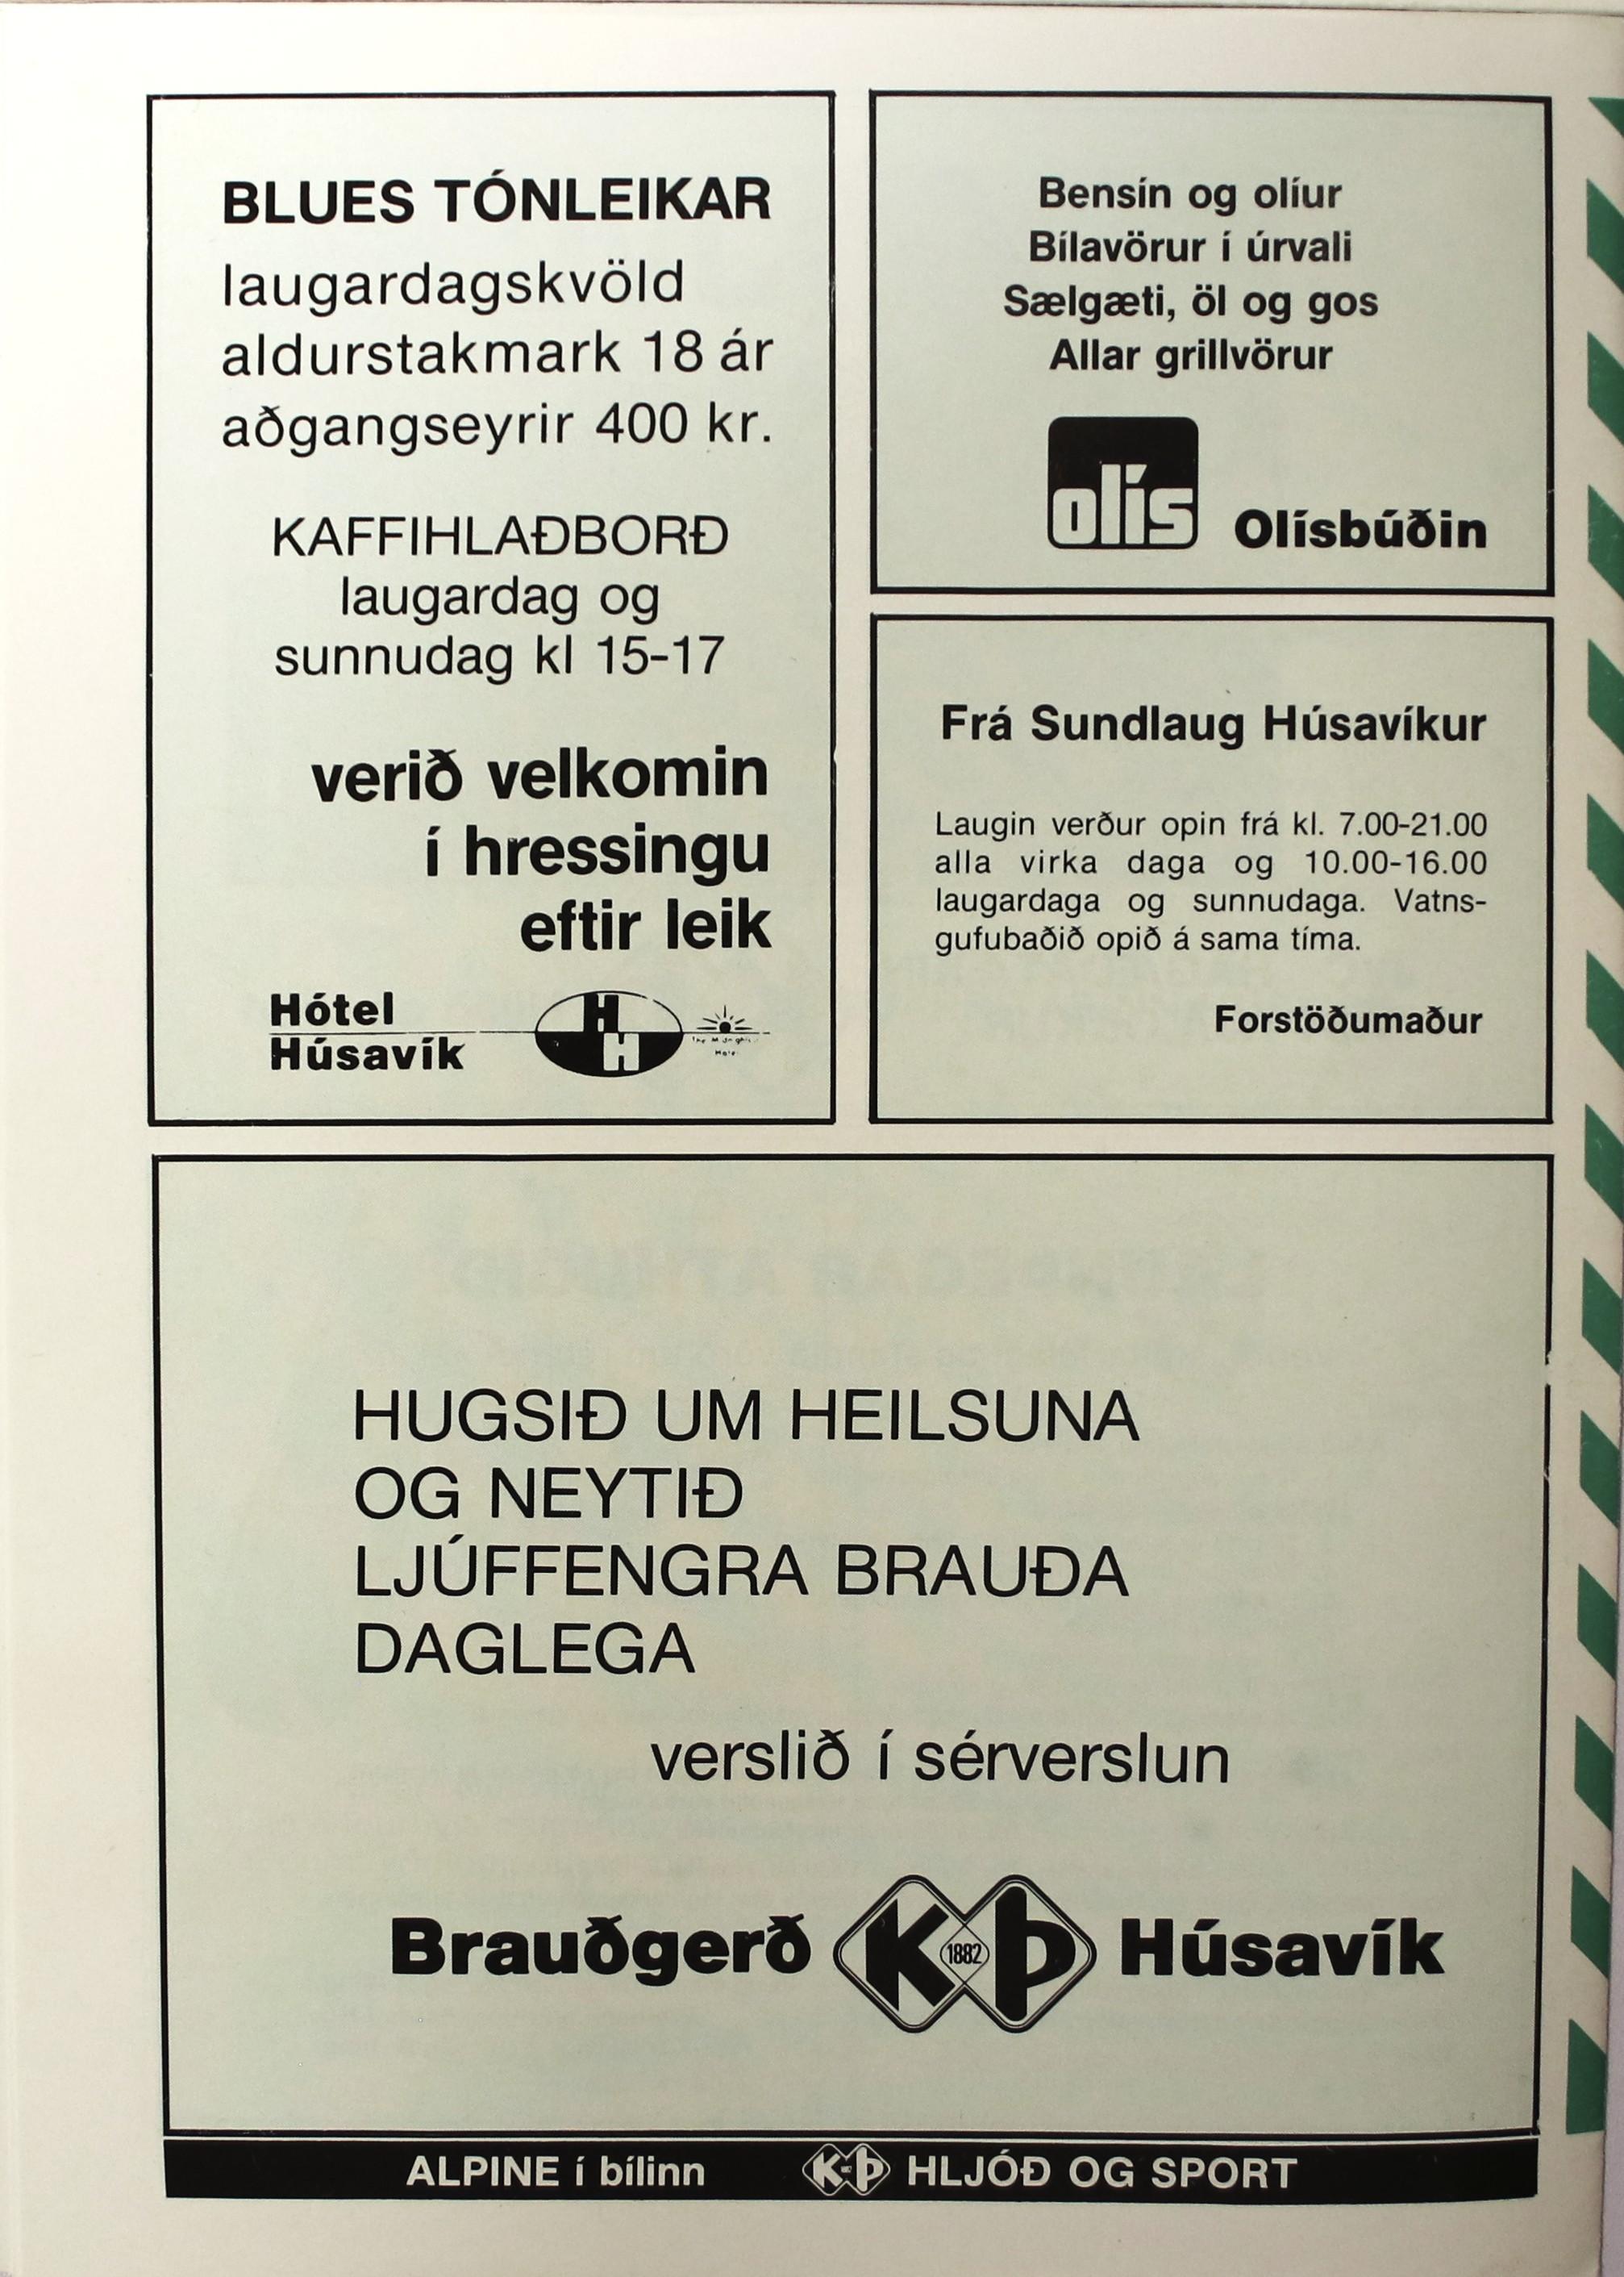 BLUES TÓNLEIKAR
laugardagskvöld
aldurstakmark 18 ár
aðgangseyrir 400 kr.
KAFFIHLAÐBORÐ
laugardag og
sunnudag kl 15-17
verið velkomin
í hressingu
eftir leik
Hótel
Húsavík
H
H
Bensín og olíur
Bílavörur í úrvali
Sælgæti, öl og gos
Allar grillvörur
olís
Olísbúðin
Frá Sundlaug Húsavíkur
Laugin verður opin frá kl. 7.00-21.00
alla virka daga og 10.00-16.00
laugardaga og sunnudaga. Vatns-
gufubaðið opið á sama tíma.
Forstöðumaður
HUGSIÐ UM HEILSUNA
OG NEYTIÐ
LJÚFFENGRA BRAUÐA
DAGLEGA
verslið í sérverslun
Brauðgerð K 1882 Þ Húsavík
ALPINE í bílinn KÞ HLJÓÐ OG SPORT